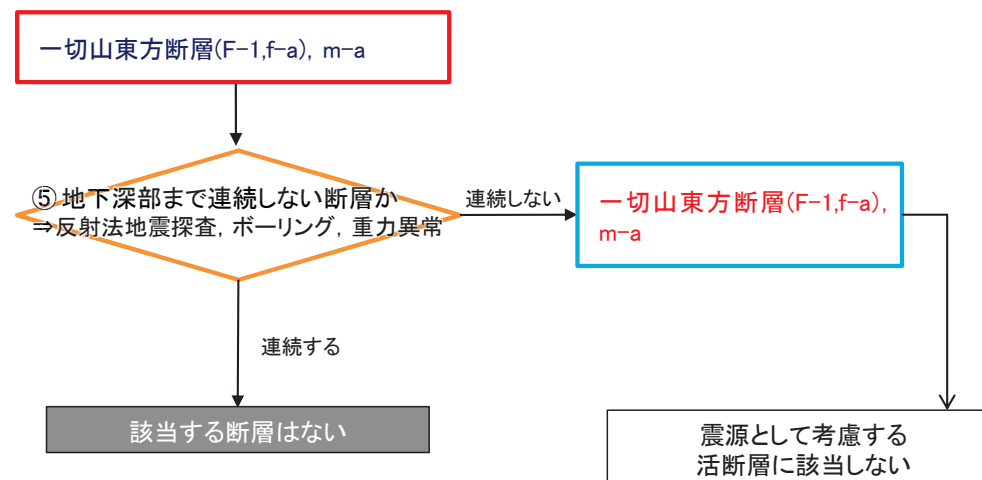 一切山東方断層(F-1,f-a), m-a
⑤ 地下深部まで連続しない断層か
⇒反射法地震探査, ボーリング, 重力異常
連続しない
一切山東方断層(F-1,f-a),
m-a
連続する
該当する断層はない
震源として考慮する
活断層に該当しない